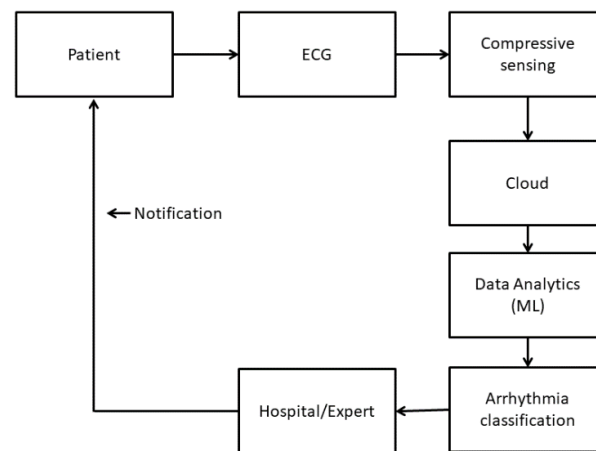 Patient
ECG
Compressive
sensing
Cloud
Notification
Data Analytics
(ML)
Hospital/Expert
Arrhythmia
classification